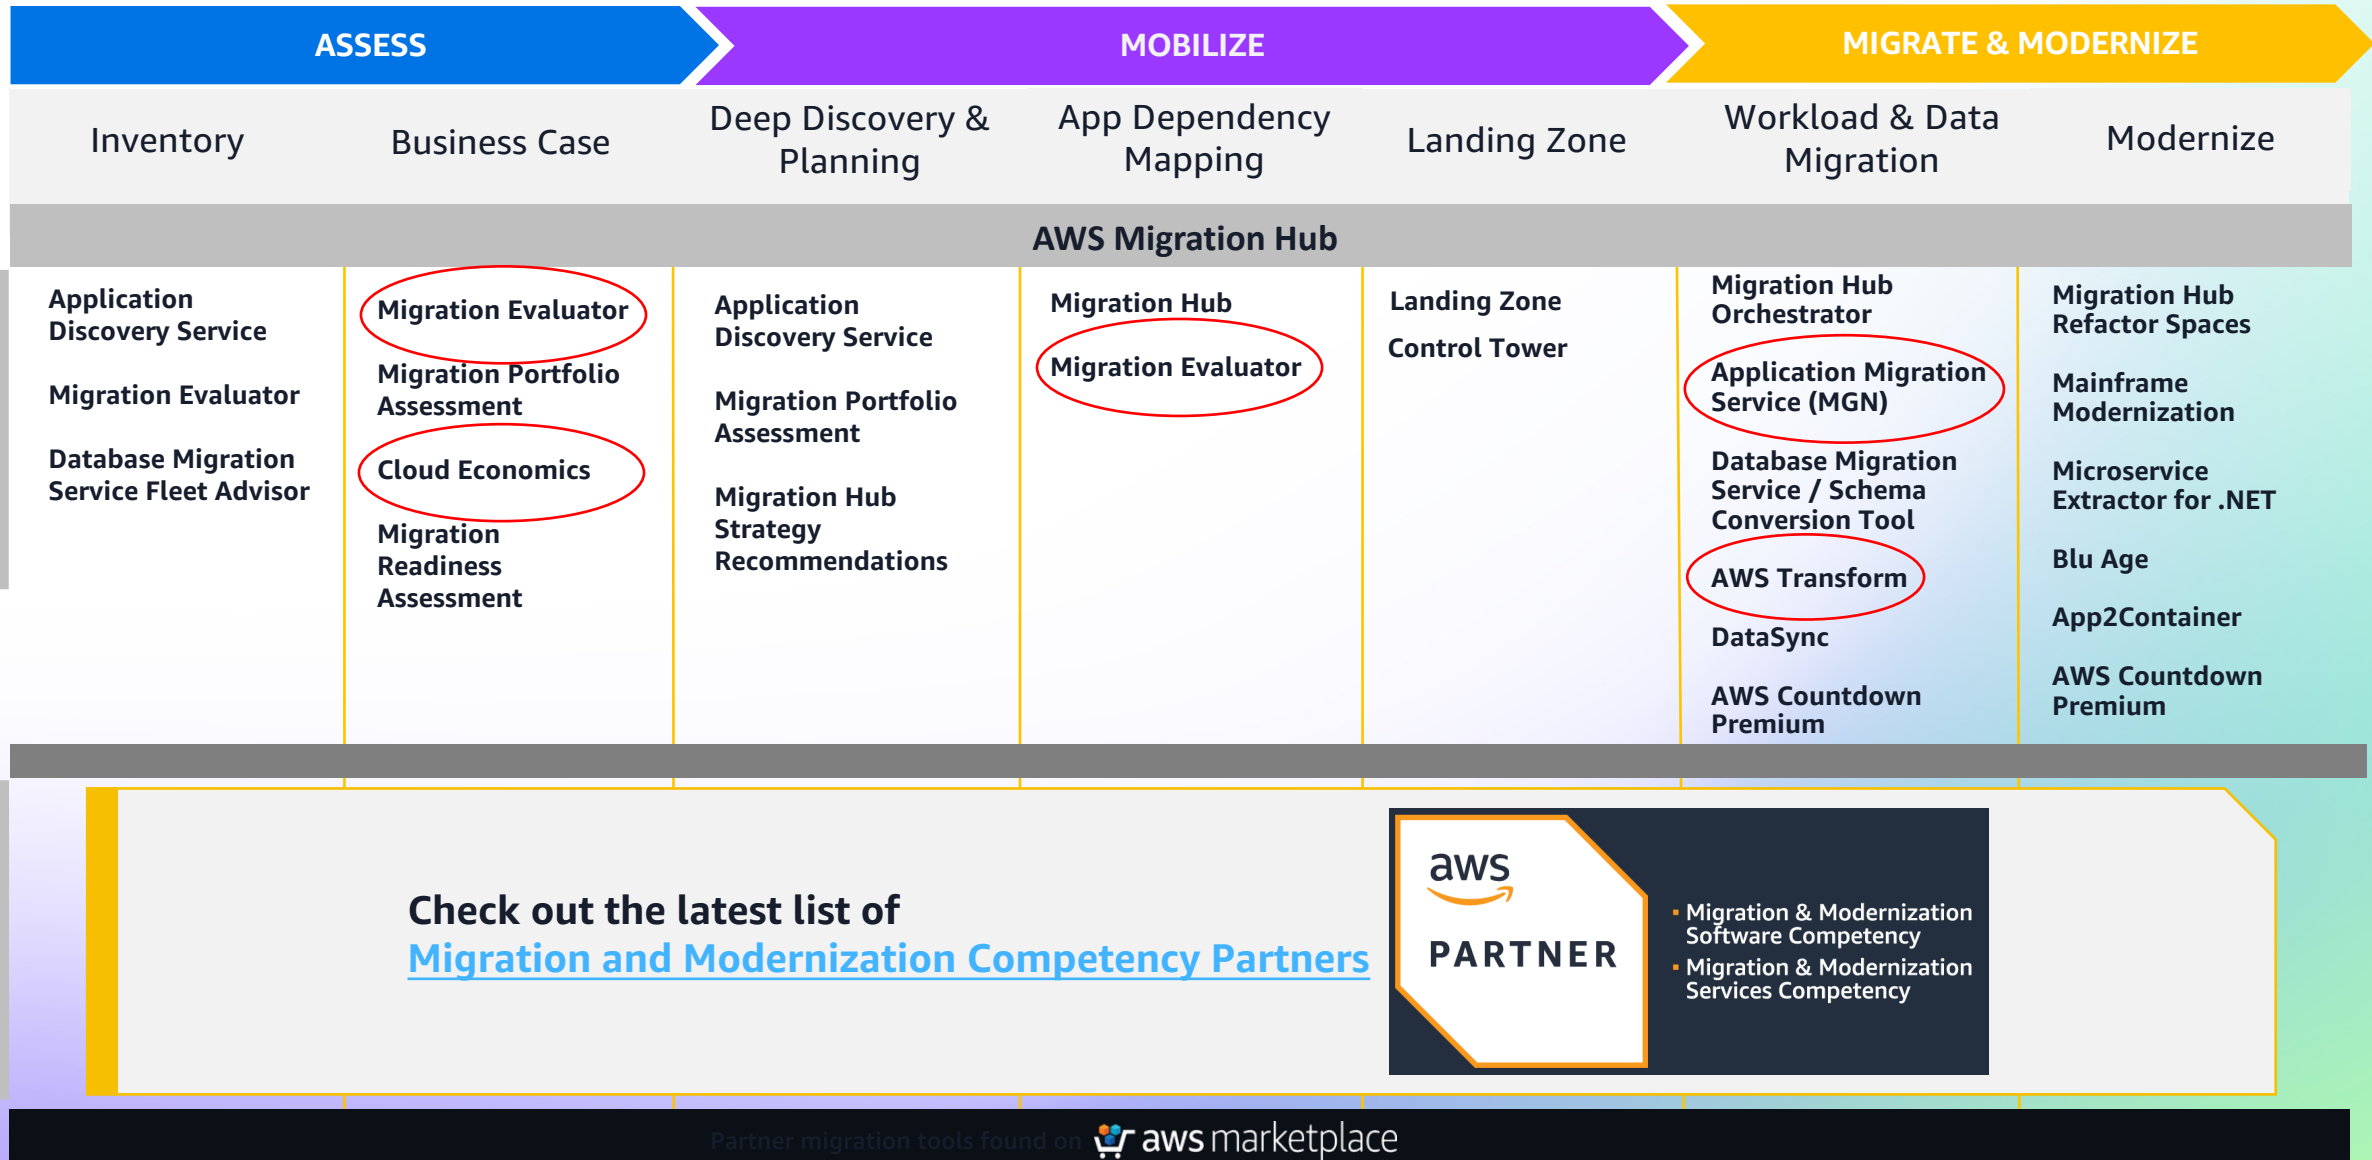 ASSESS
MOBILIZE
MIGRATE & MODERNIZE
Inventory
Business Case
Deep Discovery &
Planning
App Dependency
Mapping
Landing Zone
Workload & Data
Migration
Modernize
AWS Migration Hub
Application
Discovery Service
Migration Evaluator
Database Migration
Service Fleet Advisor
Migration Evaluator
Migration Portfolio
Assessment
Cloud Economics
Migration
Readiness
Assessment
Application
Discovery Service
Migration Portfolio
Assessment
Migration Hub
Strategy
Recommendations
Migration Hub
Migration Evaluator
Landing Zone
Control Tower
Migration Hub
Orchestrator
Application Migration
Service (MGN)
Database Migration
Service / Schema
Conversion Tool
AWS Transform
DataSync
AWS Countdown
Premium
Migration Hub
Refactor Spaces
Mainframe
Modernization
Microservice
Extractor for .NET
Blu Age
App2Container
AWS Countdown
Premium
Check out the latest list of
Migration and Modernization Competency Partners
aws
PARTNER
▪ Migration & Modernization
Software Competency
▪ Migration & Modernization
Services Competency
Partner migration tools found on aws marketplace